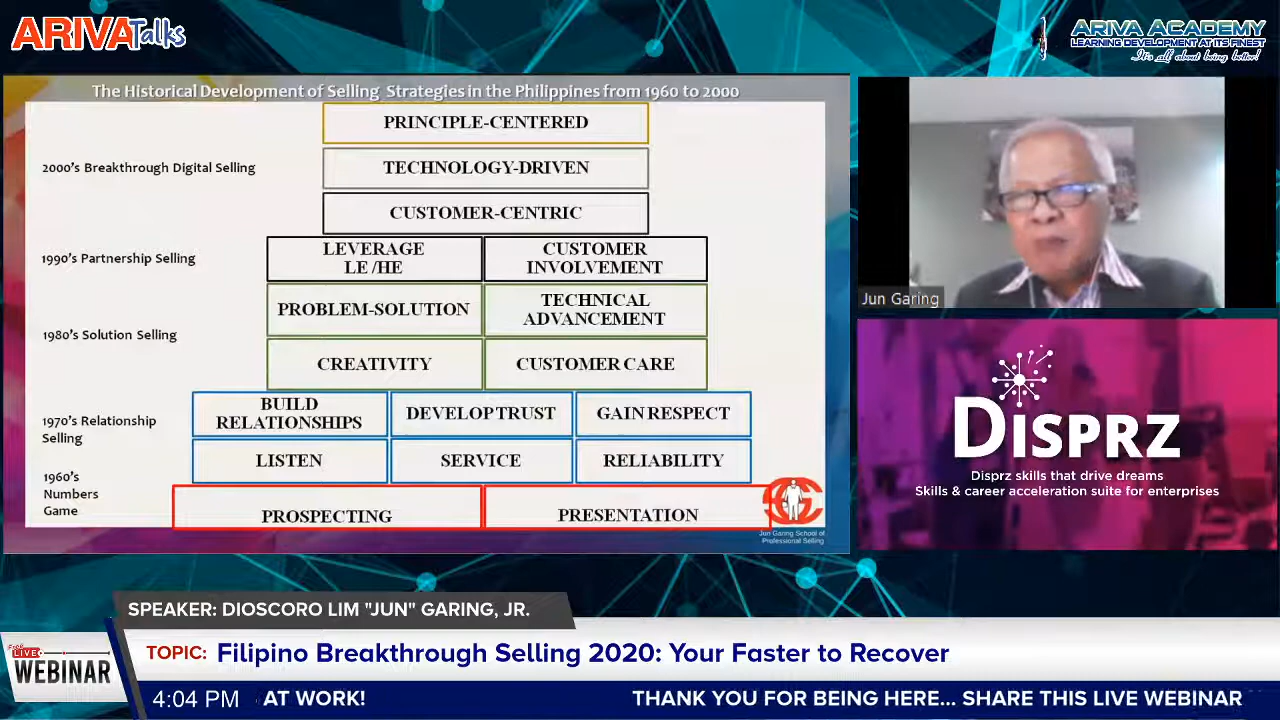 ARIVA Talks
ARIVA ACADEMY
LEARNING DEVELOPMENT AT ITS FINEST
It's all about being better!
The Historical Development of Selling Strategies in the Philippines from 1960 to 2000
PRINCIPLE-CENTERED
2000's Breakthrough Digital Selling
TECHNOLOGY-DRIVEN
CUSTOMER-CENTRIC
1990's Partnership Selling
LEVERAGE
LE /HE
CUSTOMER
INVOLVEMENT
PROBLEM-SOLUTION
TECHNICAL
ADVANCEMENT
1980's Solution Selling
CREATIVITY
CUSTOMER CARE
1970's Relationship
Selling
BUILD
RELATIONSHIPS
DEVELOP TRUST
GAIN RESPECT
LISTEN
SERVICE
RELIABILITY
1960's
Numbers
Game
PROSPECTING
PRESENTATION
Jun Garing School of
Professional Selling
Jun Garing
DISPRZ
Disprz skills that drive dreams
Skills & career acceleration suite for enterprises
SPEAKER: DIOSCORO LIM "JUN" GARING, JR.
Free
LIVE
WEBINAR
TOPIC: Filipino Breakthrough Selling 2020: Your Faster to Recover
4:04 PM
AT WORK!
THANK YOU FOR BEING HERE... SHARE THIS LIVE WEBINAR